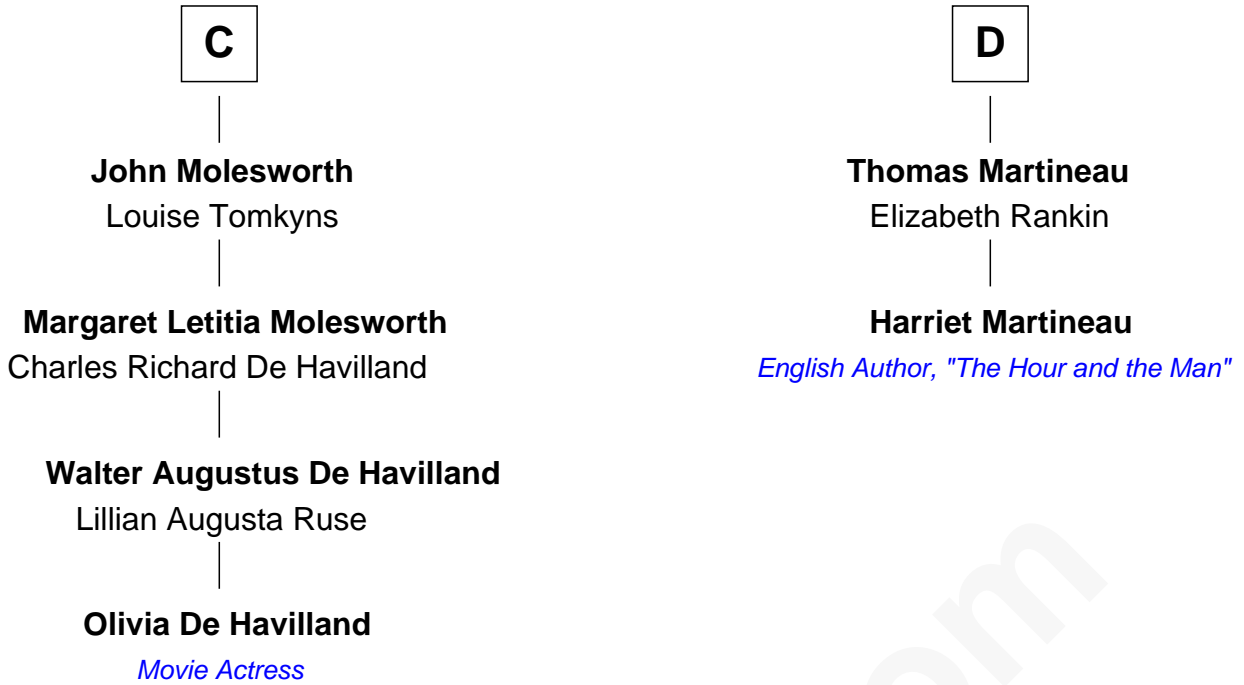 C
John Molesworth
Louise Tomkyns
Margaret Letitia Molesworth
Charles Richard De Havilland
Walter Augustus De Havilland
Lillian Augusta Ruse
Olivia De Havilland
Movie Actress
D
Thomas Martineau
Elizabeth Rankin
Harriet Martineau
English Author, "The Hour and the Man"
om